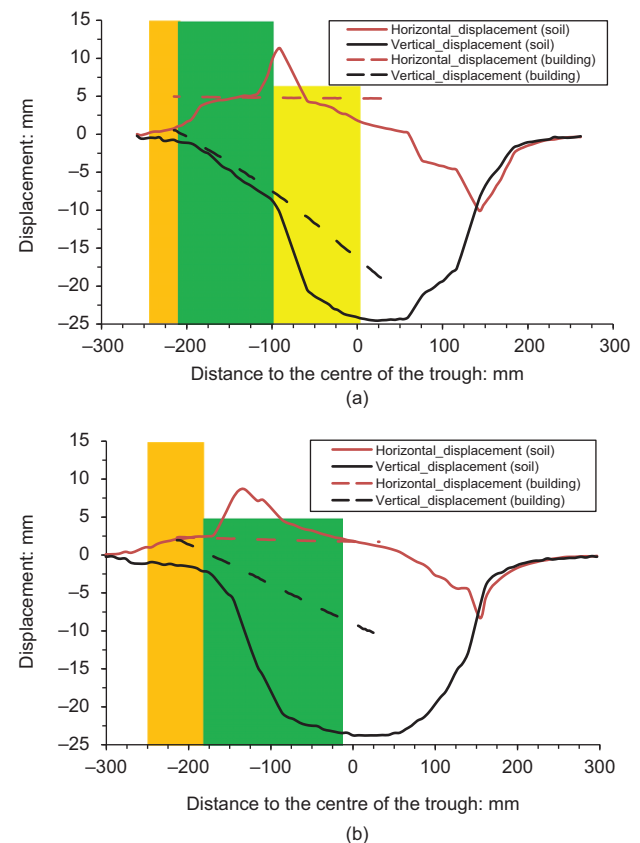 15
10
5
0
–5
–10
–15
–20
–25
Displacement: mm
Horizontal_displacement (soil)
Vertical_displacement (soil)
Horizontal_displacement (building)
Vertical_displacement (building)
–300 –200 –100 0 100 200 300
Distance to the centre of the trough: mm
(a)
15
10
5
0
–5
–10
–15
–20
–25
Displacement: mm
Horizontal_displacement (soil)
Vertical_displacement (soil)
Horizontal_displacement (building)
Vertical_displacement (building)
–300 –200 –100 0 100 200 300
Distance to the centre of the trough: mm
(b)